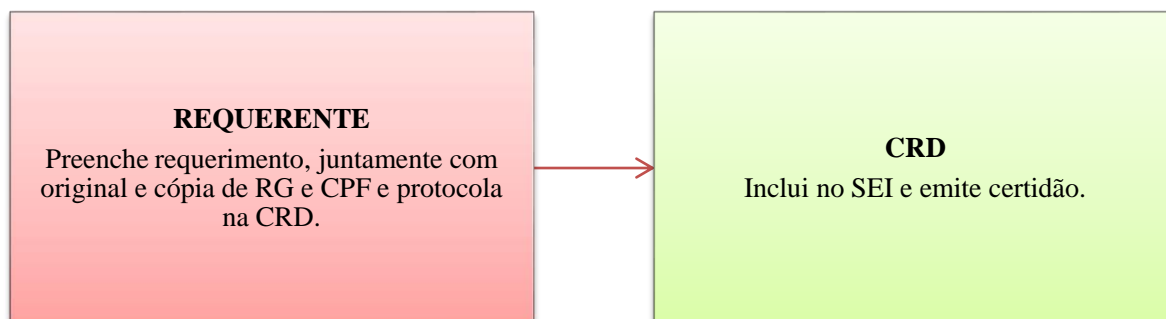 REQUERENTE
Preenche requerimento, juntamente com
original e cópia de RG e CPF e protocola
na CRD.
CRD
Inclui no SEI e emite certidão.